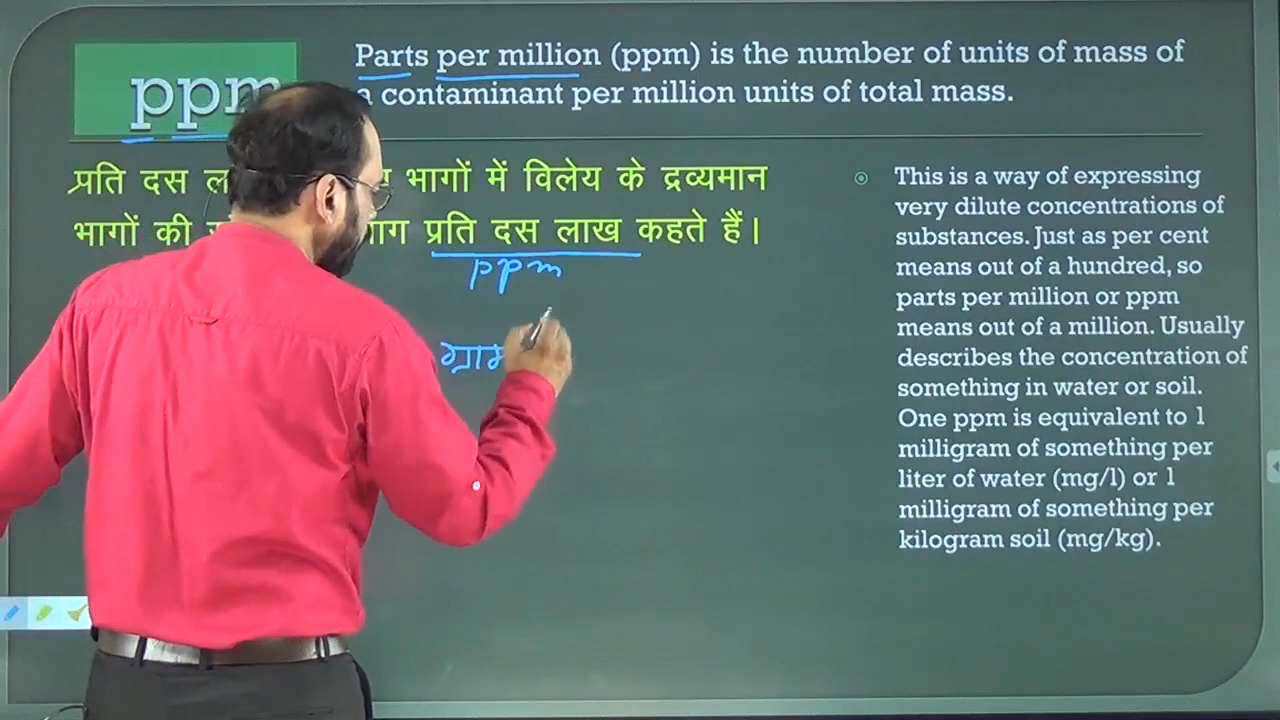 ppm
Parts per million (ppm) is the number of units of mass of
a contaminant per million units of total mass.
प्रति दस भागों में विलेय के द्रव्यमान
भागों की प्रति दस लाख कहते हैं।
ppm
ग्राम
This is a way of expressing
very dilute concentrations of
substances. Just as per cent
means out of a hundred, so
parts per million or ppm
means out of a million. Usually
describes the concentration of
something in water or soil.
One ppm is equivalent to 1
milligram of something per
liter of water (mg/l) or 1
milligram of something per
kilogram soil (mg/kg).